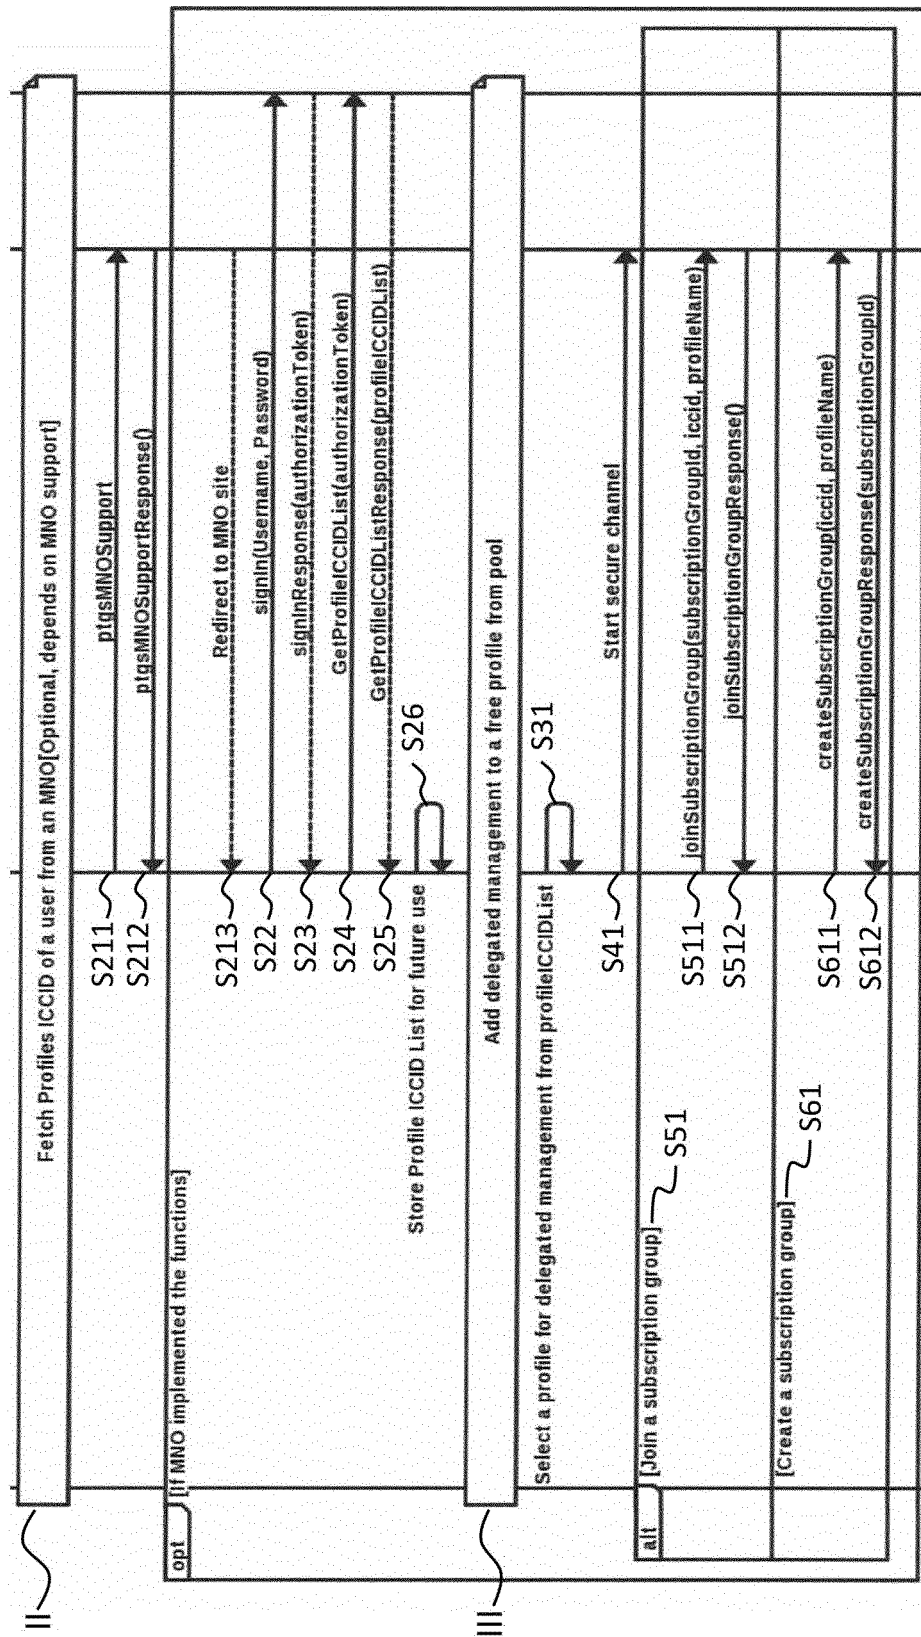 II
Fetch Profiles ICCID of a user from an MNO[Optional, depends on MNO support]
S211
ptgsMNOSupport
S212
ptgsMNOSupportResponse()
opt
[If MNO implemented the functions]
S213
Redirect to MNO site
S22
signIn(Username, Password)
S23
signInResponse(authorizationToken)
S24
GetProfileICCIDList(authorizationToken)
S25
GetProfileICCIDListResponse(profileICCIDList)
Store Profile ICCID List for future use
S26
III
Add delegated management to a free profile from pool
Select a profile for delegated management from profileICCIDList
S31
S41
Start secure channel
alt
[Join a subscription group]
S51
S511
joinSubscriptionGroup(subscriptionGroupId, iccid, profileName)
S512
joinSubscriptionGroupResponse()
[Create a subscription group]
S61
S611
createSubscriptionGroup(iccid, profileName)
S612
createSubscriptionGroupResponse(subscriptionGroupId)